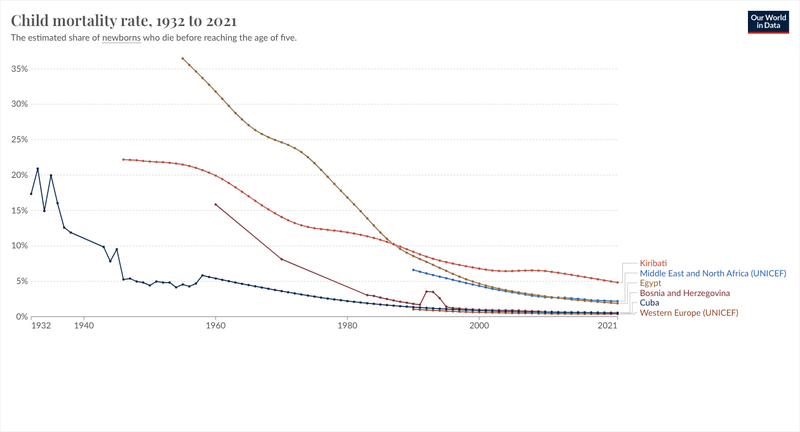 Child mortality rate, 1932 to 2021
The estimated share of newborns who die before reaching the age of five.
Our World
in Data
35%
30%
25%
20%
15%
10%
5%
0%
1932
1940
1960
1980
2000
2021
Kiribati
Middle East and North Africa (UNICEF)
Egypt
Bosnia and Herzegovina
Cuba
Western Europe (UNICEF)